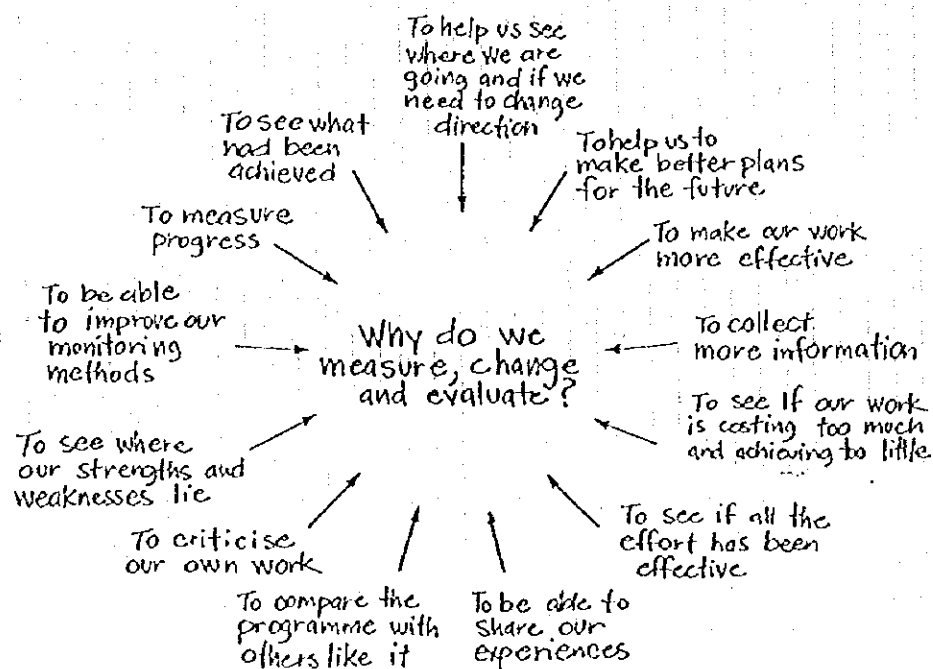 To help us see
where we are
going and if we
need to change
direction
To help us to
make better plans
for the future
To make our work
more effective
To collect
more information
To see If our work
is costing too much
and achieving too little
To see if all the
effort has been
effective
To be able to
share our
experiences
To compare the
programme with
others like it
To criticise
our own work
To see where
our strengths and
weaknesses lie
To be able
to improve our
monitoring
methods
To measure
progress
To see what
had been
achieved
Why do we
measure, change
and evaluate?